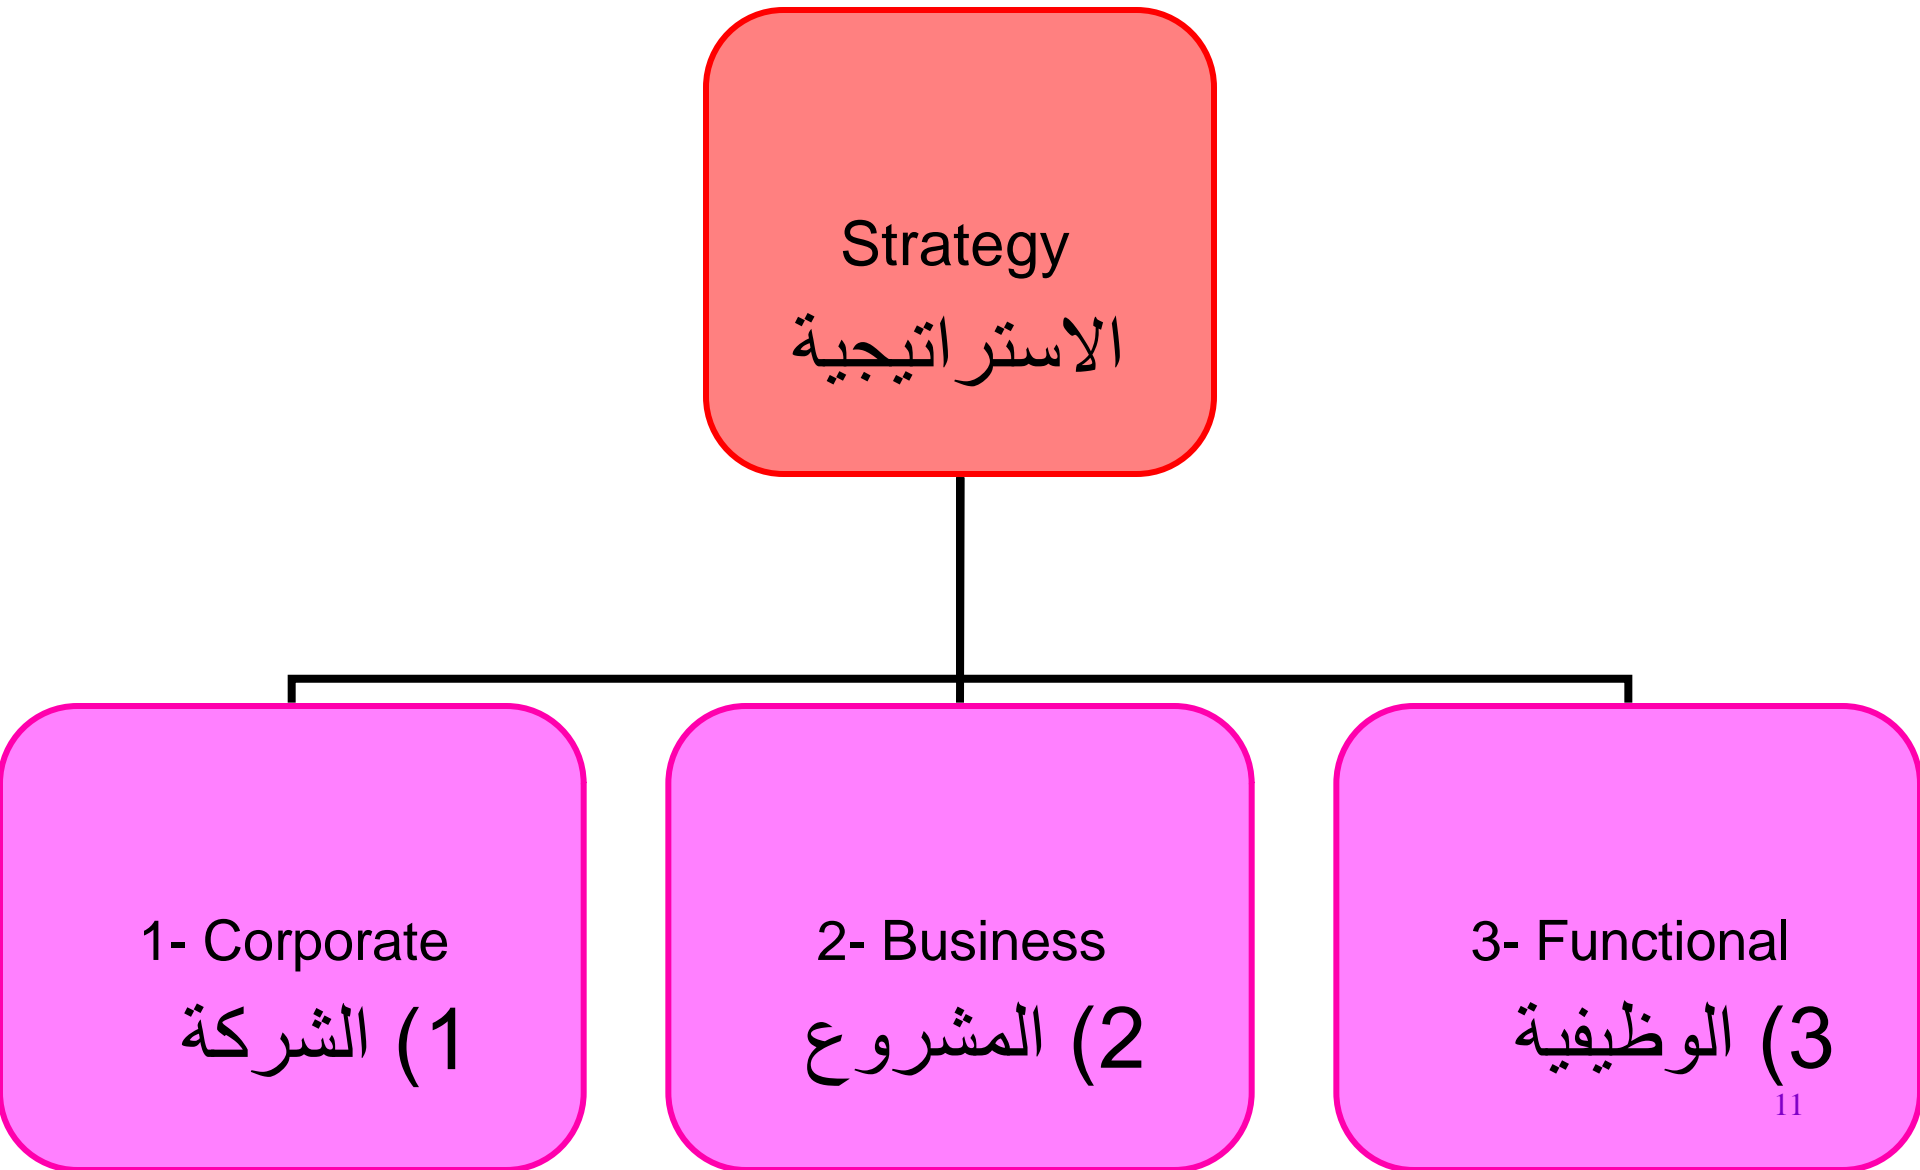 Strategy
الاستراتيجية
1- Corporate
1) الشركة
2- Business
2) المشروع
3- Functional
3) الوظيفية
11